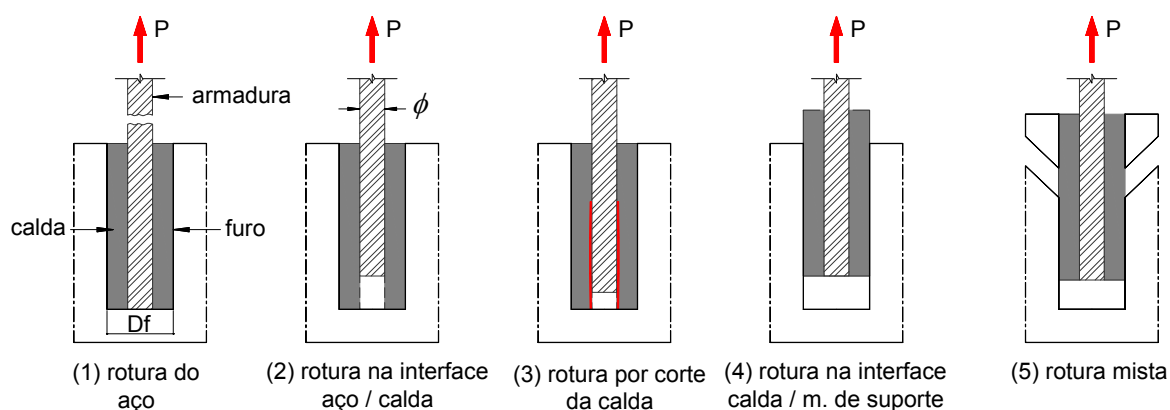 P
P
P
P
P
armadura
ϕ
calda
furo
Df
(1) rotura do
aço
(2) rotura na interface
aço / calda
(3) rotura por corte
da calda
(4) rotura na interface
calda / m. de suporte
(5) rotura mista